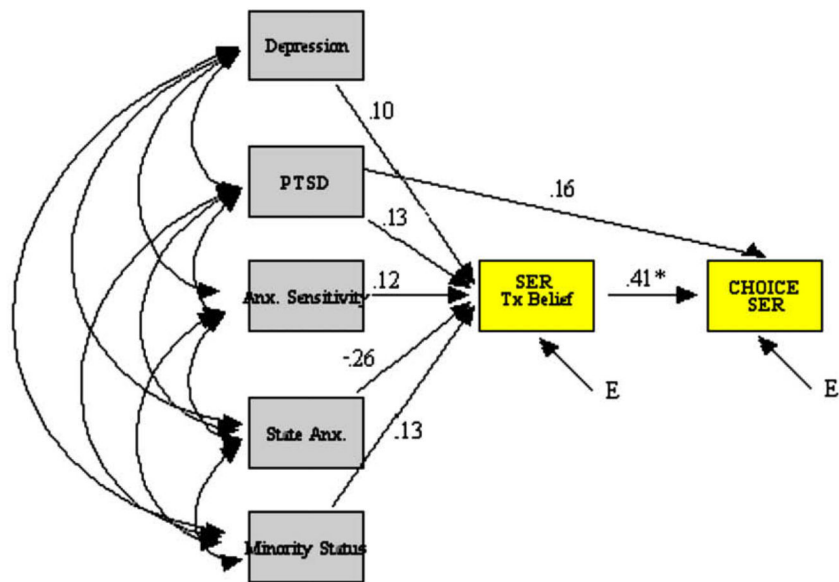 Depression
.10
PTSD
.16
.13
Anx. Sensitivity
.12
SER
Tx Belief
.41*
CHOICE
SER
-.26
E
E
State Anx.
.13
Minority Status